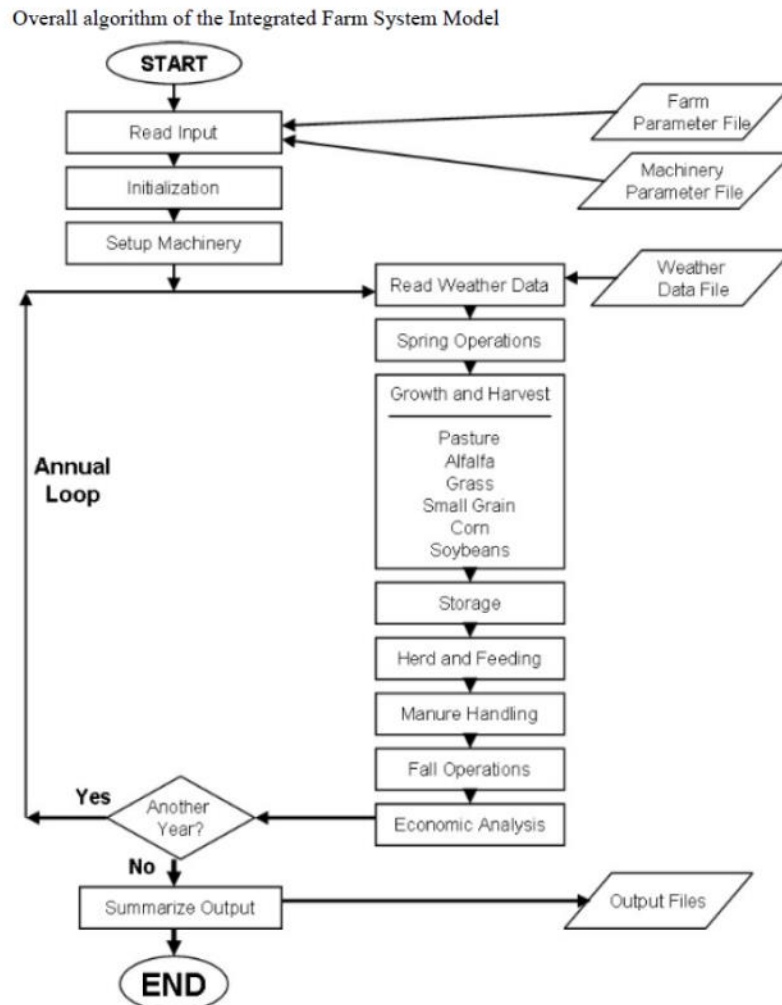 Overall algorithm of the Integrated Farm System Model
START
Read Input
Farm
Parameter File
Machinery
Parameter File
Initialization
Setup Machinery
Read Weather Data
Weather
Data File
Spring Operations
Growth and Harvest
Pasture
Alfalfa
Grass
Small Grain
Corn
Soybeans
Annual
Loop
Storage
Herd and Feeding
Manure Handling
Fall Operations
Economic Analysis
Yes
Another
Year?
No
Summarize Output
Output Files
END